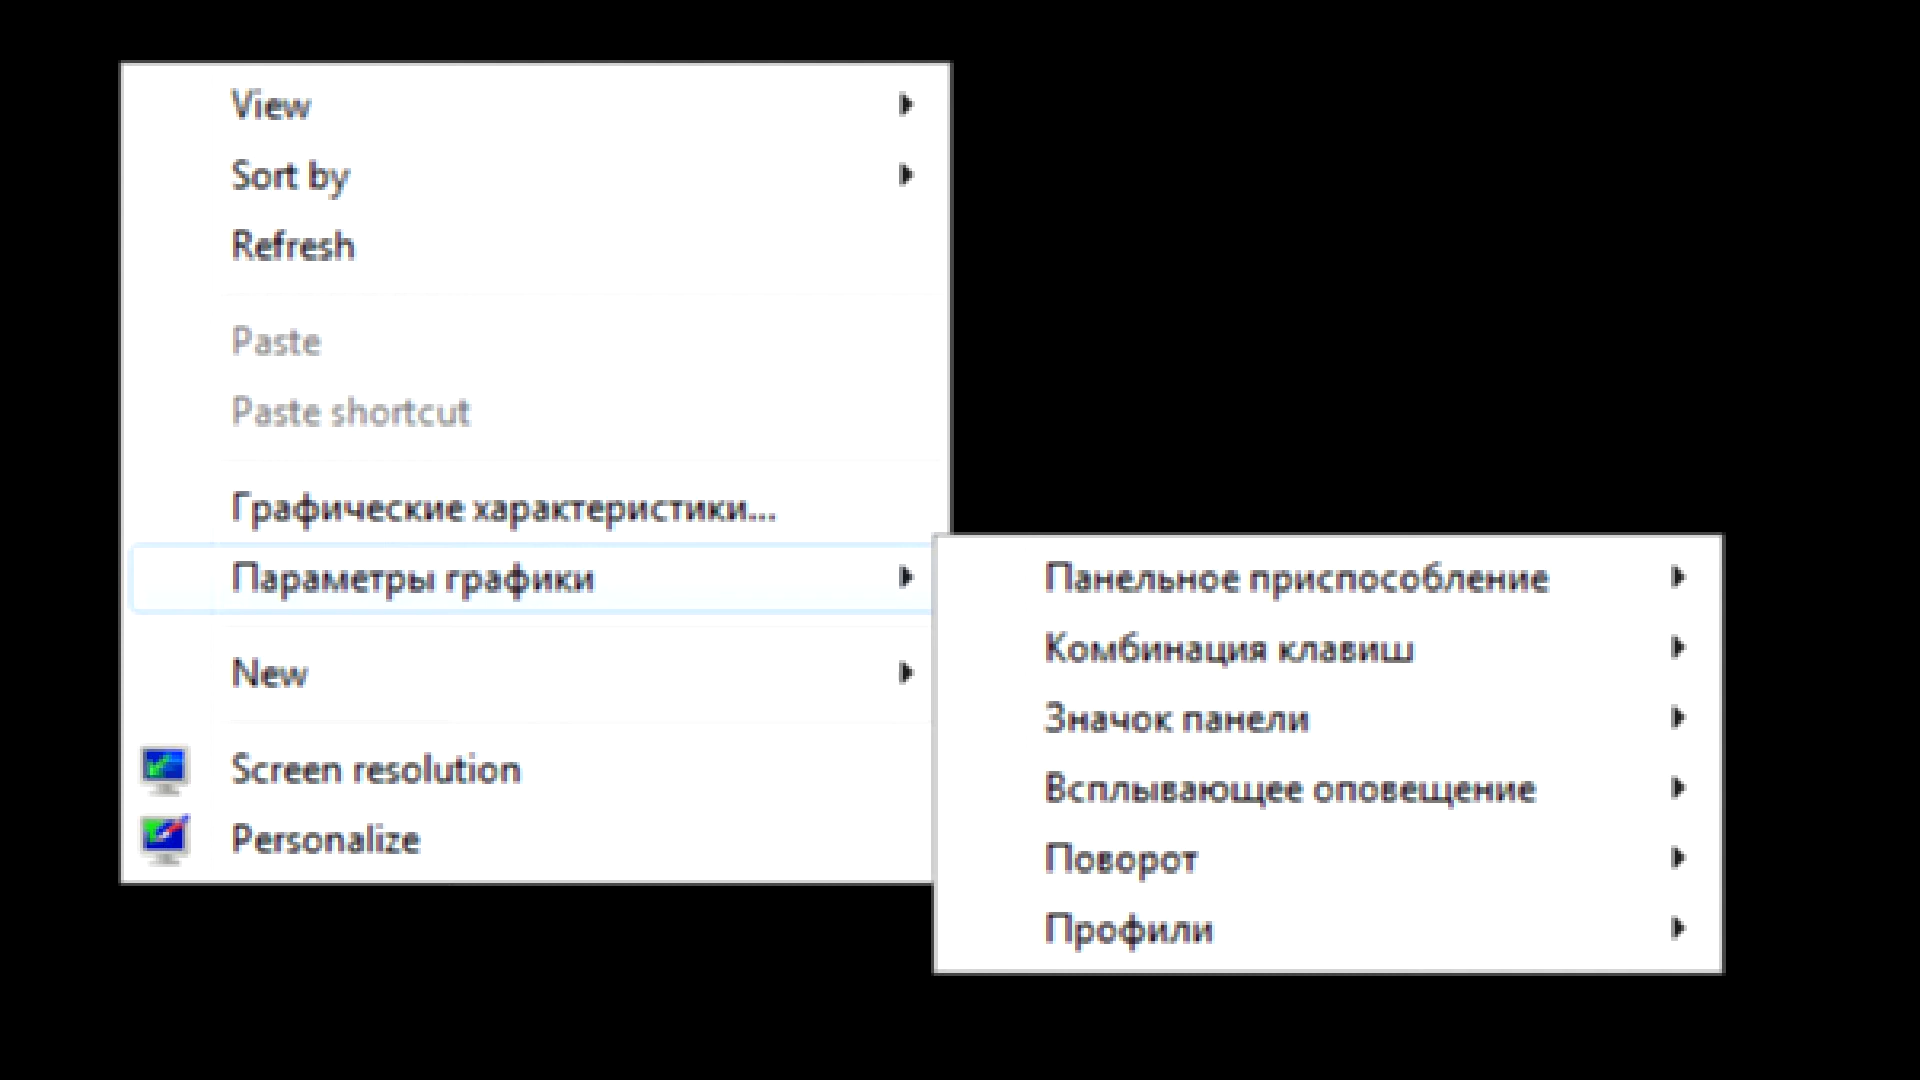 View
Sort by
Refresh
Paste
Paste shortcut
Графические характеристики...
Параметры графики
New
Screen resolution
Personalize
Панельное приспособление
Комбинация клавиш
Значок панели
Всплывающее оповещение
Поворот
Профили